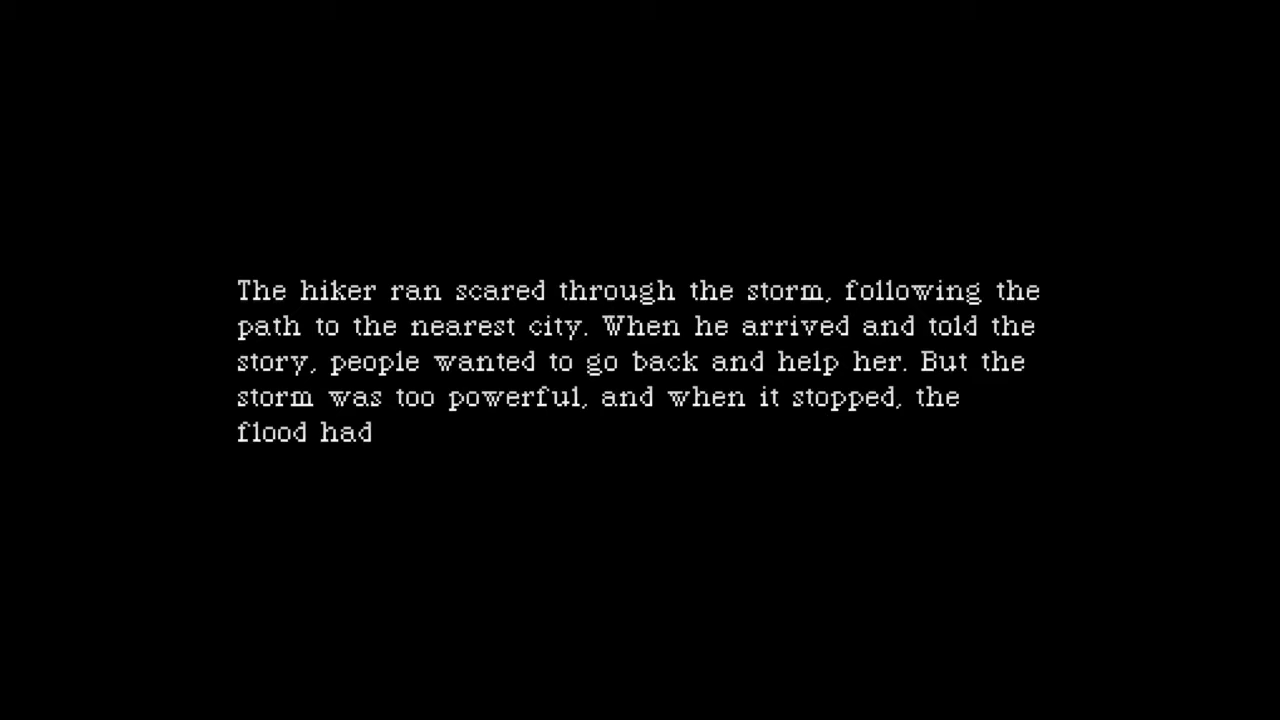 The hiker ran scared through the storm, following the
path to the nearest city. When he arrived and told the
story, people wanted to go back and help her. But the
storm was too powerful, and when it stopped, the
flood had